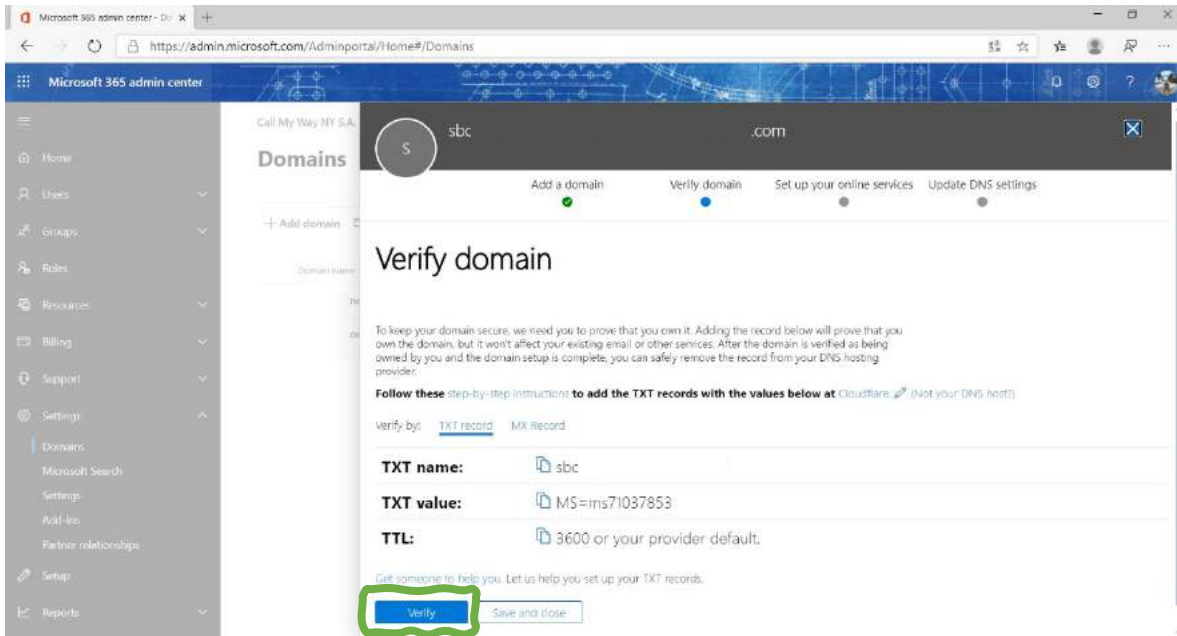 Microsoft 365 admin center - Do
https://admin.microsoft.com/Adminportal/Home#/Domains
Microsoft 365 admin center
?
Call My Way NY S.A.
Domains
Add domain
Domain name
Home
Users
Groups
Roles
Resources
Billing
Support
Settings
Domains
Microsoft Search
Settings
Add-ins
Partner relationships
Setup
Reports
S
sbc .com
Add a domain Verify domain Set up your online services Update DNS settings
Verify domain
To keep your domain secure, we need you to prove that you own it. Adding the record below will prove that you
own the domain, but it won't affect your existing email or other services. After the domain is verified as being
owned by you and the domain setup is complete, you can safely remove the record from your DNS hosting
provider.
Follow these step-by-step instructions to add the TXT records with the values below at Cloudflare. (Not your DNS host?)
Verify by: TXT record MX Record
TXT name: sbc
TXT value: MS=ms71037853
TTL: 3600 or your provider default.
Get someone to help you. Let us help you set up your TXT records.
Verify Save and close